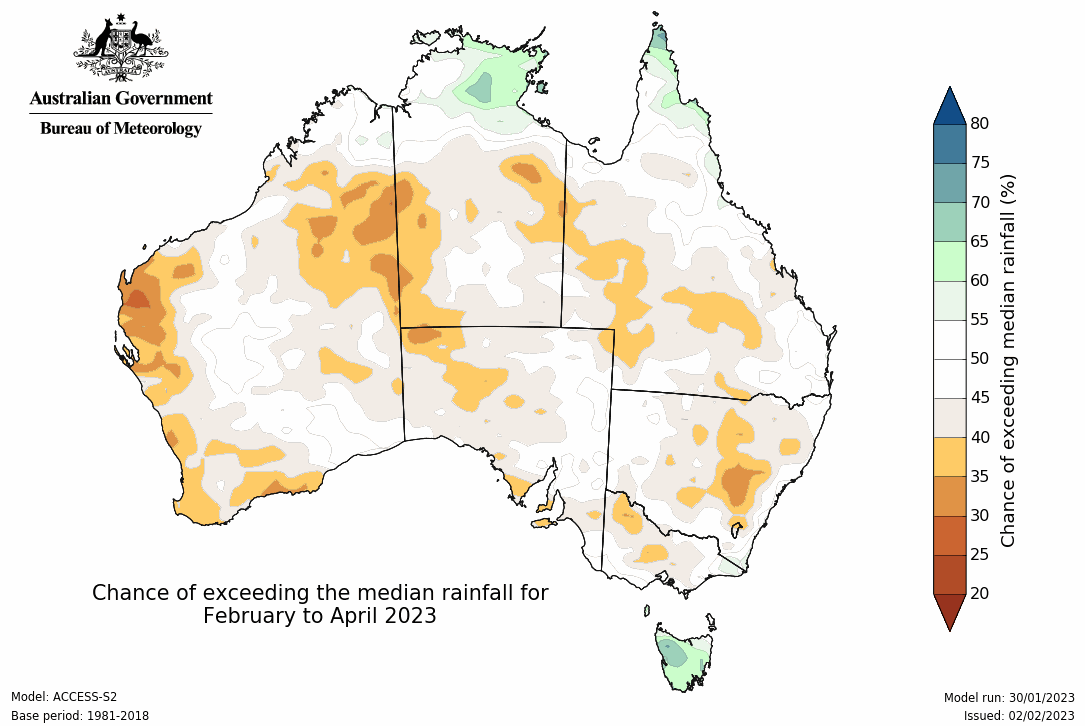 Australian Government
Bureau of Meteorology
80
75
70
65
60
55
50
45
40
35
30
25
20
Chance of exceeding median rainfall (%)
Chance of exceeding the median rainfall for
February to April 2023
Model: ACCESS-S2
Base period: 1981-2018
Model run: 30/01/2023
Issued: 02/02/2023